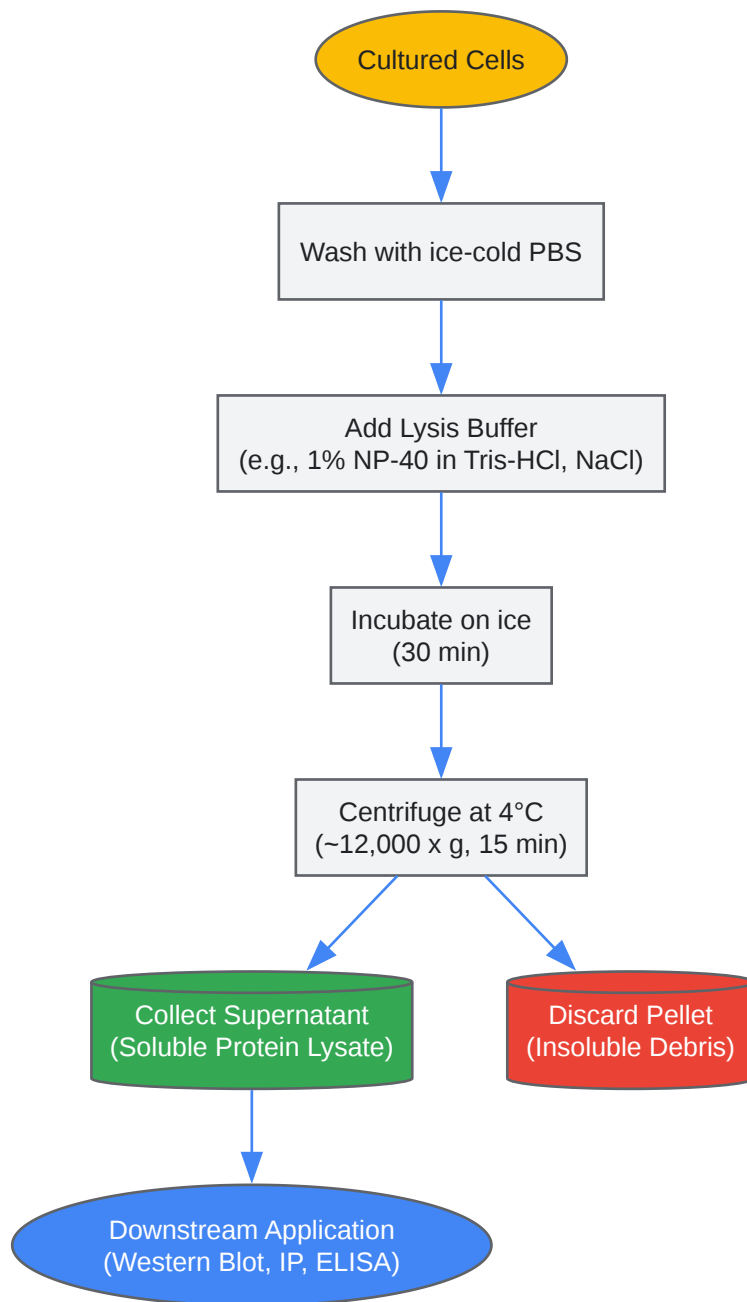 Cultured Cells
Wash with ice-cold PBS
Add Lysis Buffer
(e.g., 1% NP-40 in Tris-HCl, NaCl)
Incubate on ice
(30 min)
Centrifuge at 4°C
(~12,000 x g, 15 min)
Collect Supernatant
(Soluble Protein Lysate)
Discard Pellet
(Insoluble Debris)
Downstream Application
(Western Blot, IP, ELISA)